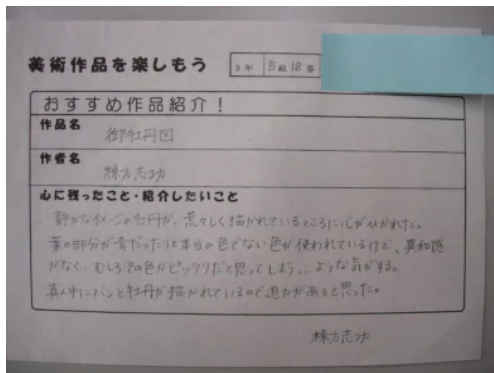 美術作品を楽しもう
3年 B組 18番
おすすめ作品紹介！
作品名
御牡丹図
作者名
棟方志功
心に残ったこと・紹介したいこと
静かなイメージの牡丹が、荒々しく描かれているところに心がひかれた。
葉の部分が青だったりと本当の色でない色が使われているけど、異和感
がなく、むしろその色がピッタリだと思ってしまう…ような気がする。
真ん中にバンと牡丹が描かれているので迫力があると思った。
棟方志功